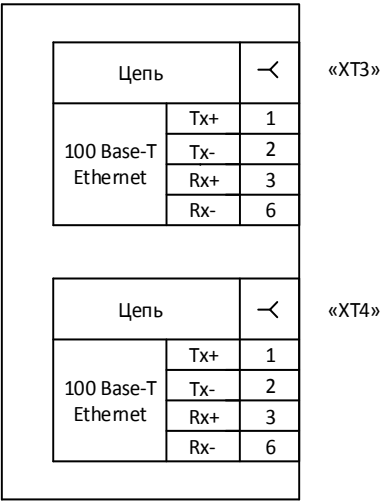 Цепь
«XT3»
100 Base-T
Ethernet
Tx+ 1
Tx- 2
Rx+ 3
Rx- 6
Цепь
«XT4»
100 Base-T
Ethernet
Tx+ 1
Tx- 2
Rx+ 3
Rx- 6